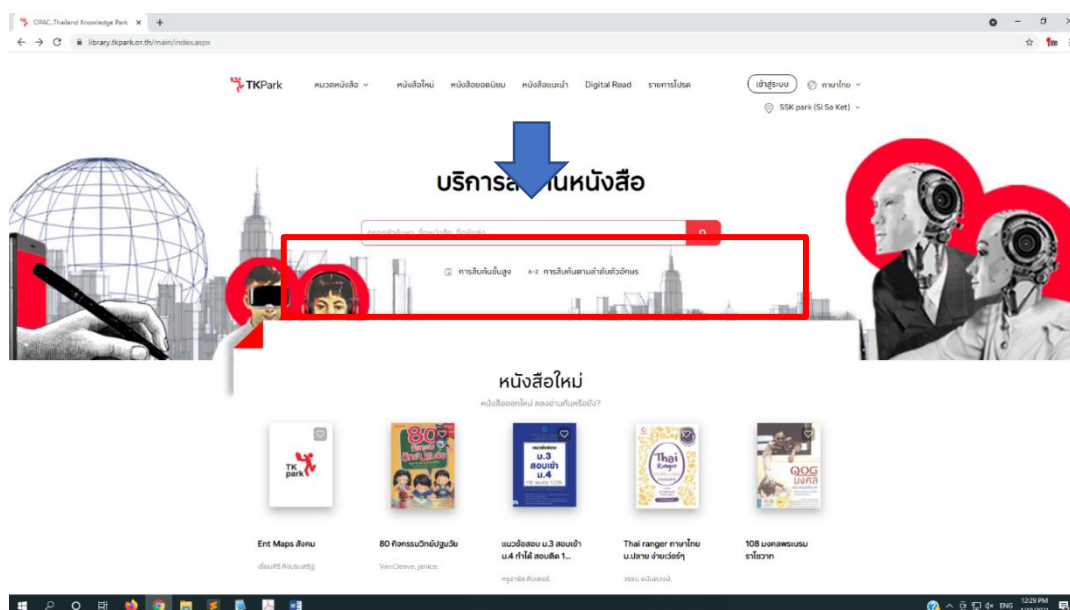 OPAC..Thailand Knowledge Park
library.tkpark.or.th/main/index.aspx
TKPark หมวดหนังสือ หนังสือใหม่ หนังสือยอดนิยม หนังสือแนะนำ Digital Read รายการโปรด เข้าสู่ระบบ ภาษาไทย
SSK park (Si Sa Ket)
หนังสือ
การสืบค้นขั้นสูง A-Z การสืบค้นตามลำดับตัวอักษร
หนังสือใหม่
หนังสือออกใหม่ ลองอ่านกันหรือยัง?
TK park
80
ม.3
สอบเข้า
ม.4
Thai
Ranger
มงคล
Ent Maps สังคม
80 กิจกรรมวิทย์ปฐมวัย
แนวข้อสอบ ม.3 สอบเข้า
ม.4 ทำได้ สอบติด 1...
Thai ranger ภาษาไทย
ม.ปลาย ง่ายเว่อร์ๆ
108 มงคลพระบรม
ราโชวาท
VanCleave, janice.
ENG 12:29 PM